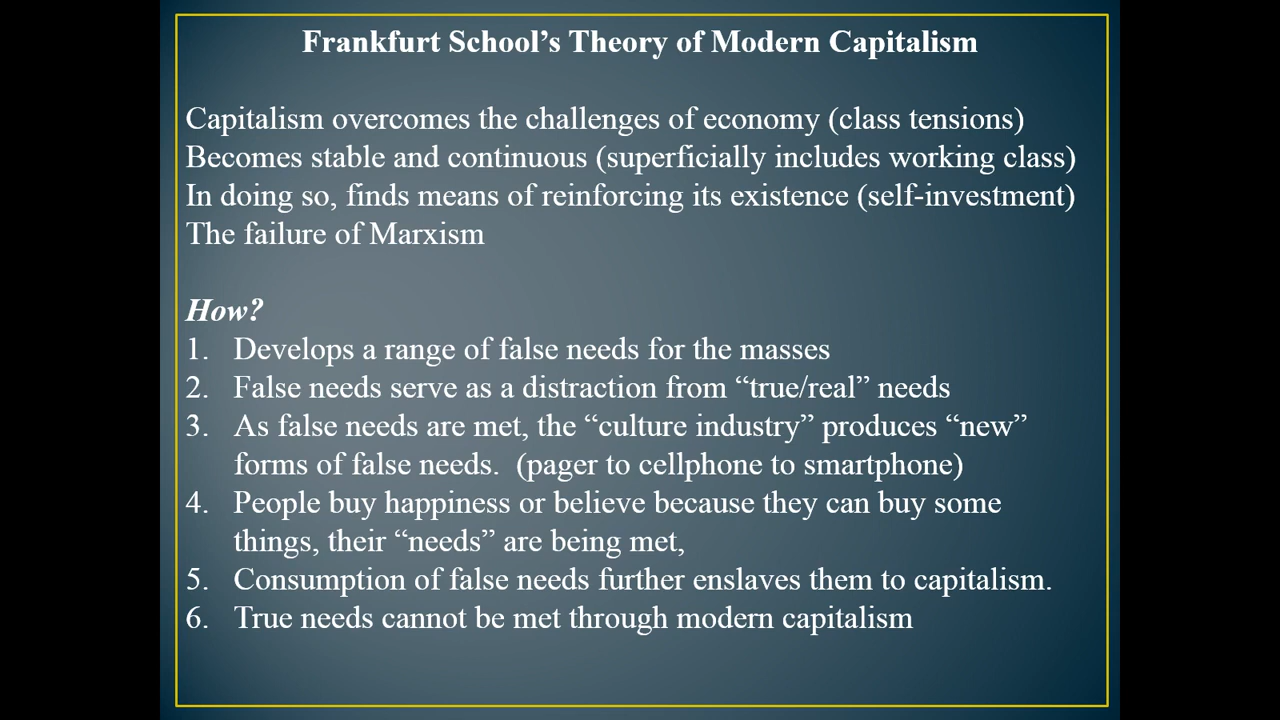 Frankfurt School’s Theory of Modern Capitalism
Capitalism overcomes the challenges of economy (class tensions)
Becomes stable and continuous (superficially includes working class)
In doing so, finds means of reinforcing its existence (self-investment)
The failure of Marxism
How?
1. Develops a range of false needs for the masses
2. False needs serve as a distraction from “true/real” needs
3. As false needs are met, the “culture industry” produces “new”
forms of false needs. (pager to cellphone to smartphone)
4. People buy happiness or believe because they can buy some
things, their “needs” are being met,
5. Consumption of false needs further enslaves them to capitalism.
6. True needs cannot be met through modern capitalism